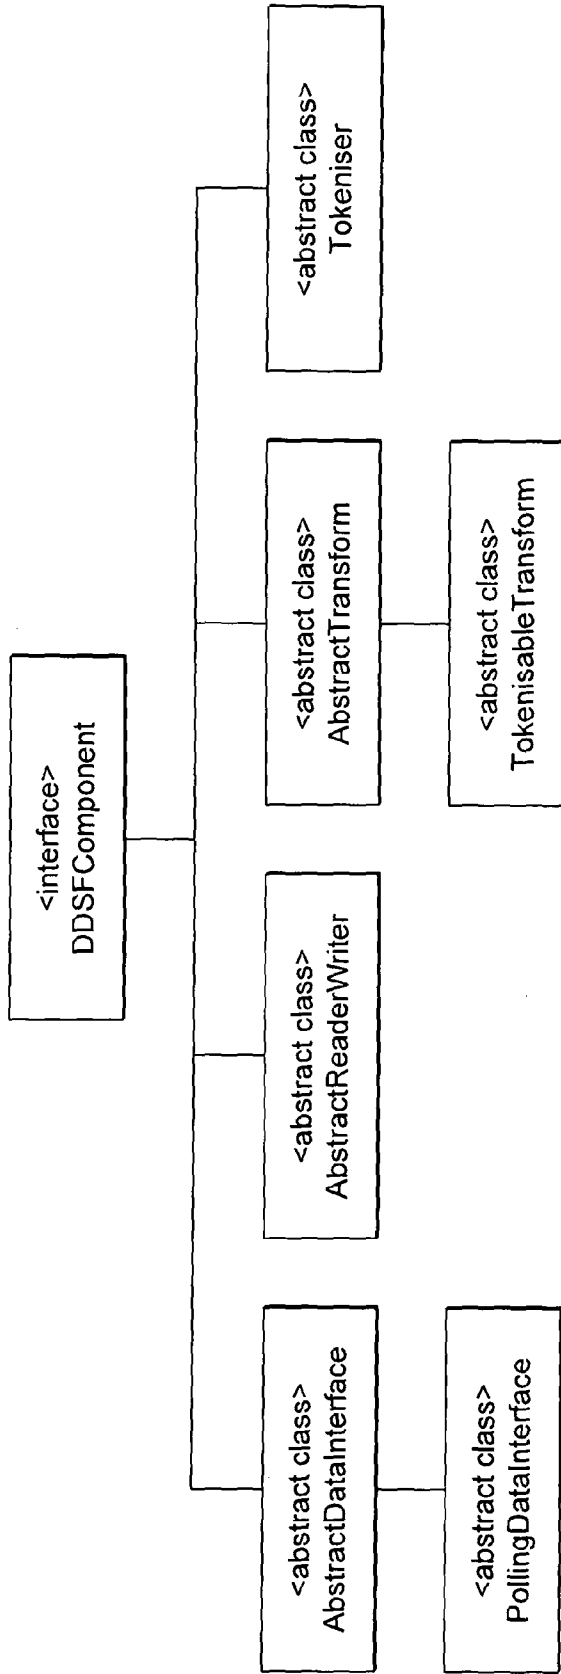 <interface>
DDSFComponent
<abstract class>
AbstractDataInterface
<abstract class>
AbstractReaderWriter
<abstract class>
AbstractTransform
<abstract class>
Tokeniser
<abstract class>
PollingDataInterface
<abstract class>
TokenisableTransform